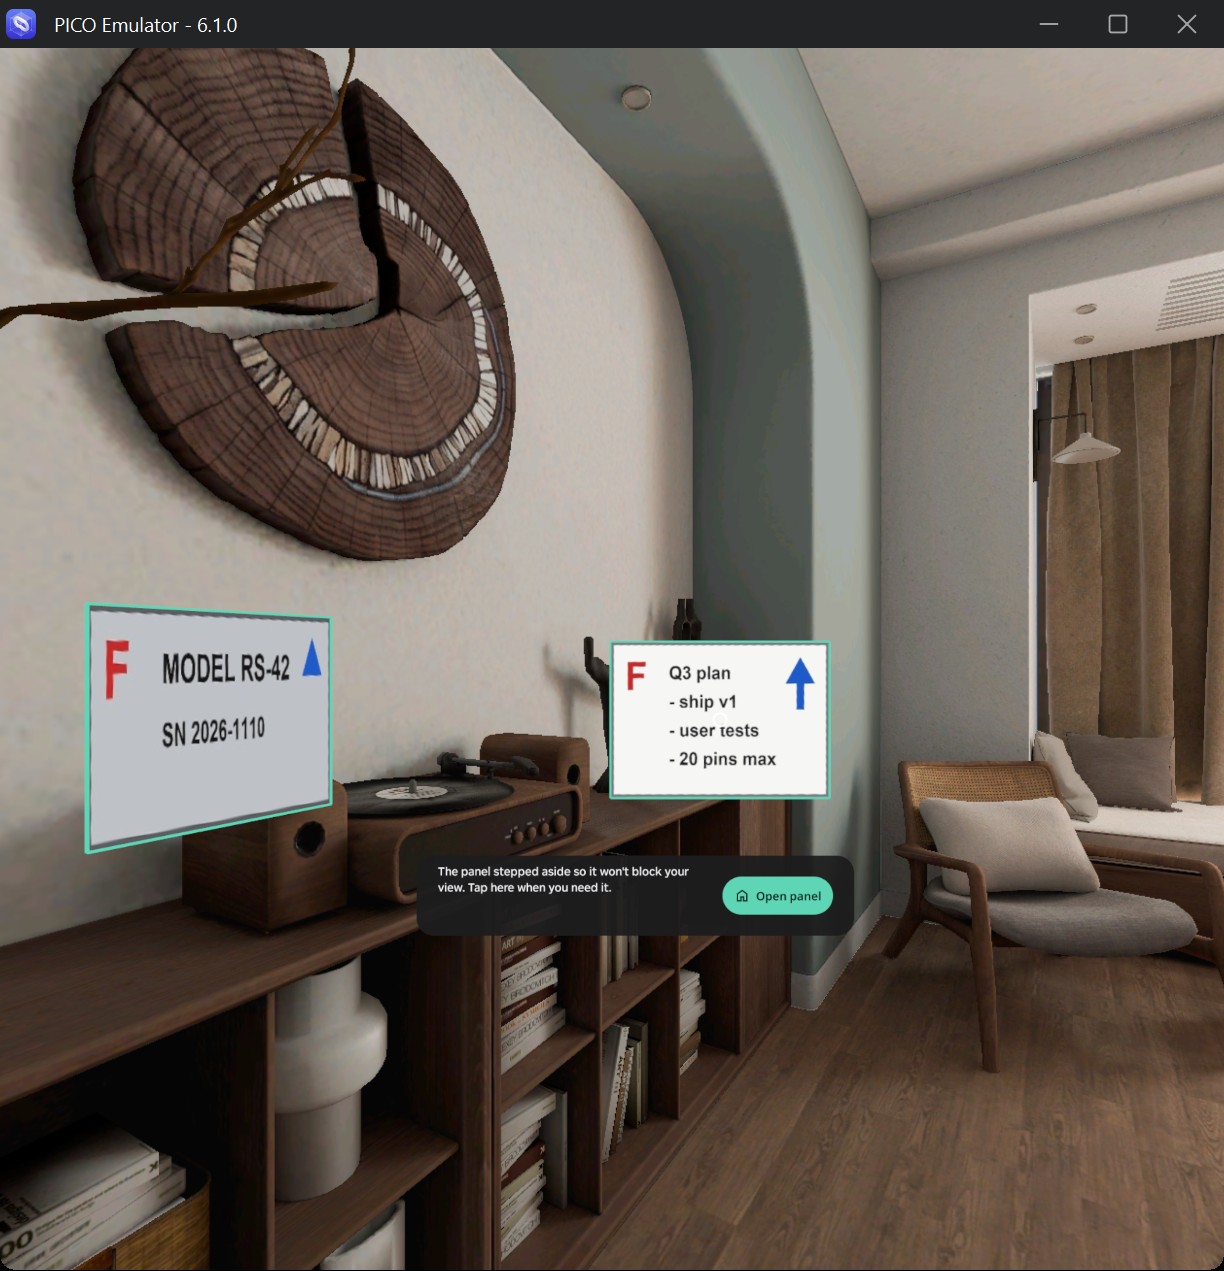 PICO Emulator - 6.1.0
F
MODEL RS-42
SN 2026-1110
F
Q3 plan
- ship v1
- user tests
- 20 pins max
The panel stepped aside so it won't block your
view. Tap here when you need it.
Open panel